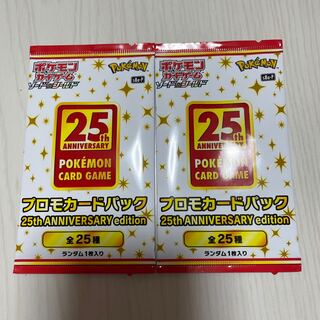 ポケモン
カードゲーム
ソード&シールド
Pokémon
s8a-P
25th
ANNIVERSARY
POKÉMON
CARD GAME
プロモカードパック
25th ANNIVERSARY edition
全25種
ランダム1枚入り
ポケモン
カードゲーム
ソード&シールド
Pokémon
s8a-P
25th
ANNIVERSARY
POKÉMON
CARD GAME
プロモカードパック
25th ANNIVERSARY edition
全25種
ランダム1枚入り